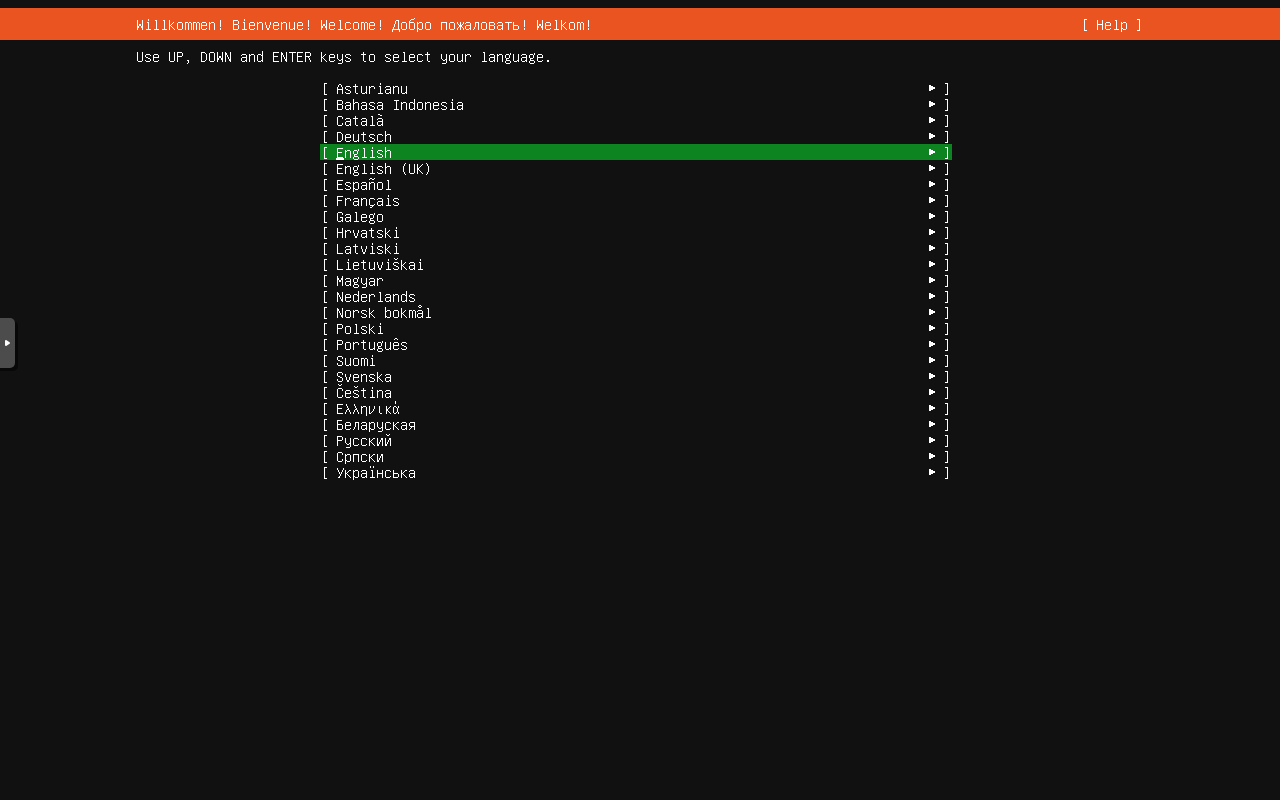 Willkommen! Bienvenue! Welcome! Добро пожаловать! Welkom! [ Help ]
Use UP, DOWN and ENTER keys to select your language.
[ Asturianu ► ]
[ Bahasa Indonesia ► ]
[ Català ► ]
[ Deutsch ► ]
[ English ► ]
[ English (UK) ► ]
[ Español ► ]
[ Français ► ]
[ Galego ► ]
[ Hrvatski ► ]
[ Latviski ► ]
[ Lietuviškai ► ]
[ Magyar ► ]
[ Nederlands ► ]
[ Norsk bokmål ► ]
[ Polski ► ]
[ Português ► ]
[ Suomi ► ]
[ Svenska ► ]
[ Čeština ► ]
[ Ελληνικά ► ]
[ Беларуская ► ]
[ Русский ► ]
[ Српски ► ]
[ Українська ► ]